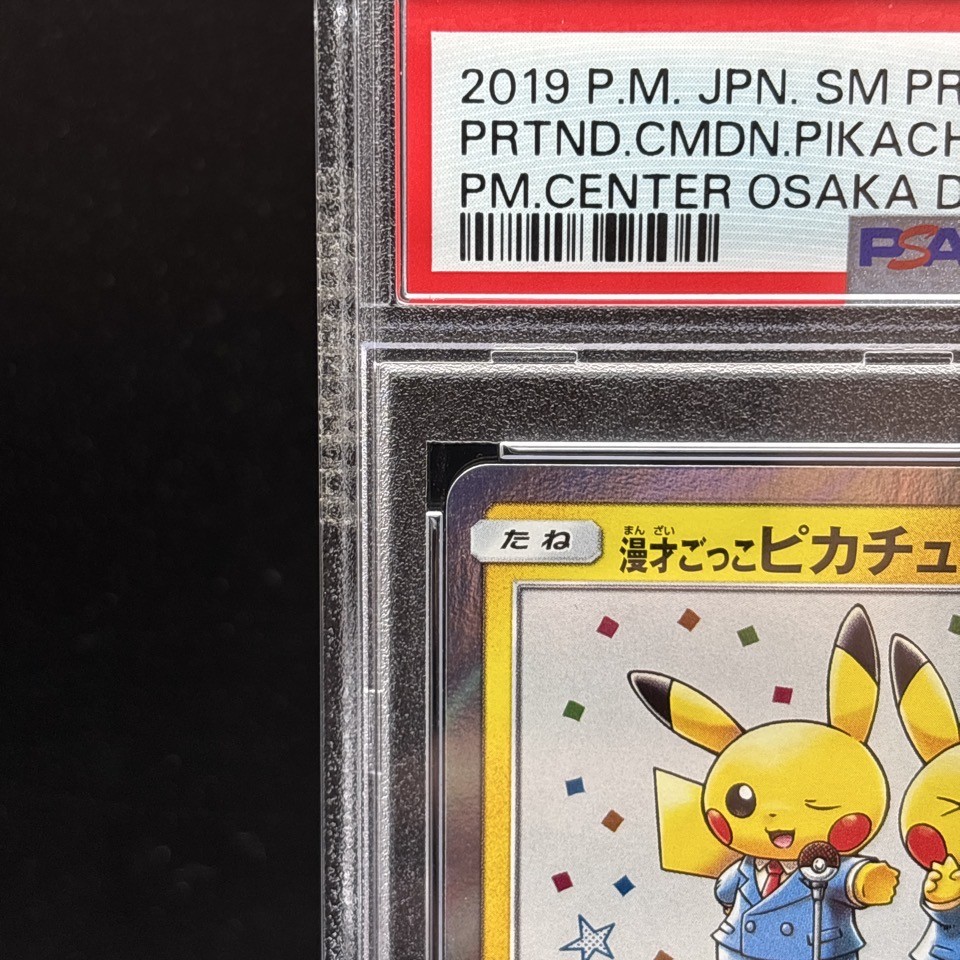 2019 P.M. JPN. SM PR
PRTND.CMDN.PIKACH
PM.CENTER OSAKA D
PSA
たね
まん ざい
漫才ごっこピカチュ